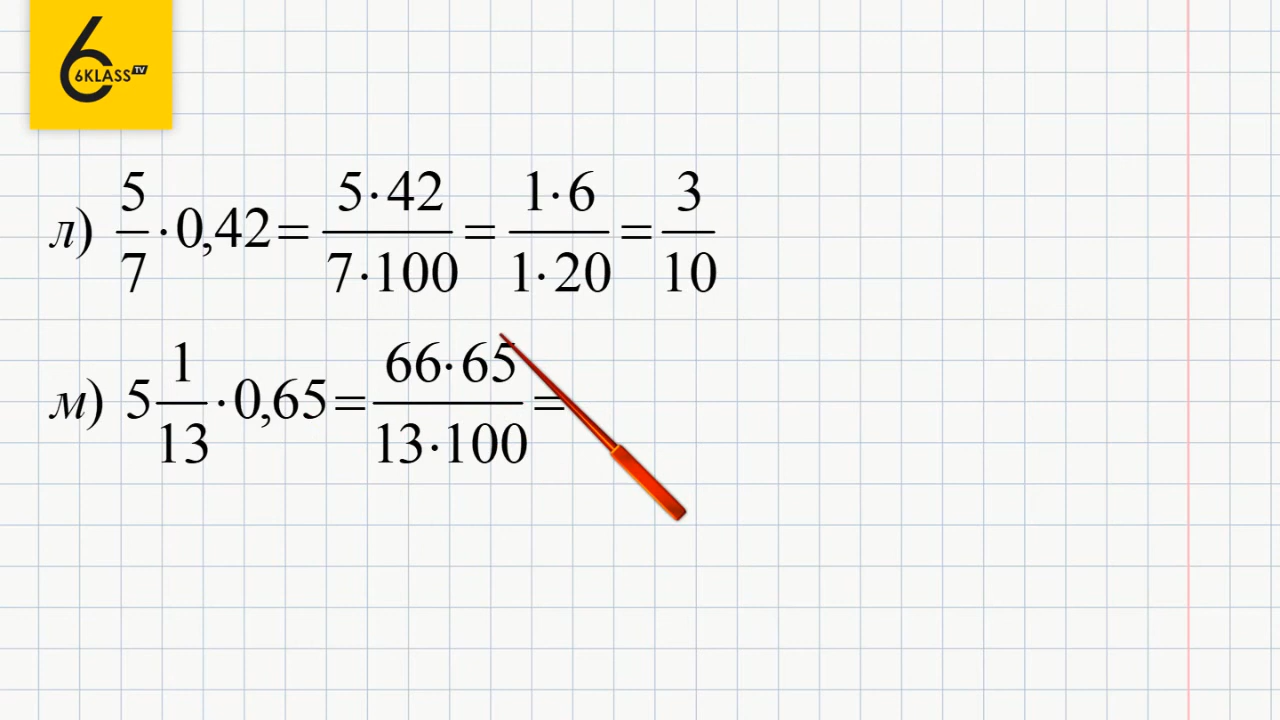 6
6KLASS TV
л) 5/7 · 0,42 = 5·42/7·100 = 1·6/1·20 = 3/10
м) 5 1/13 · 0,65 = 66·65/13·100 =